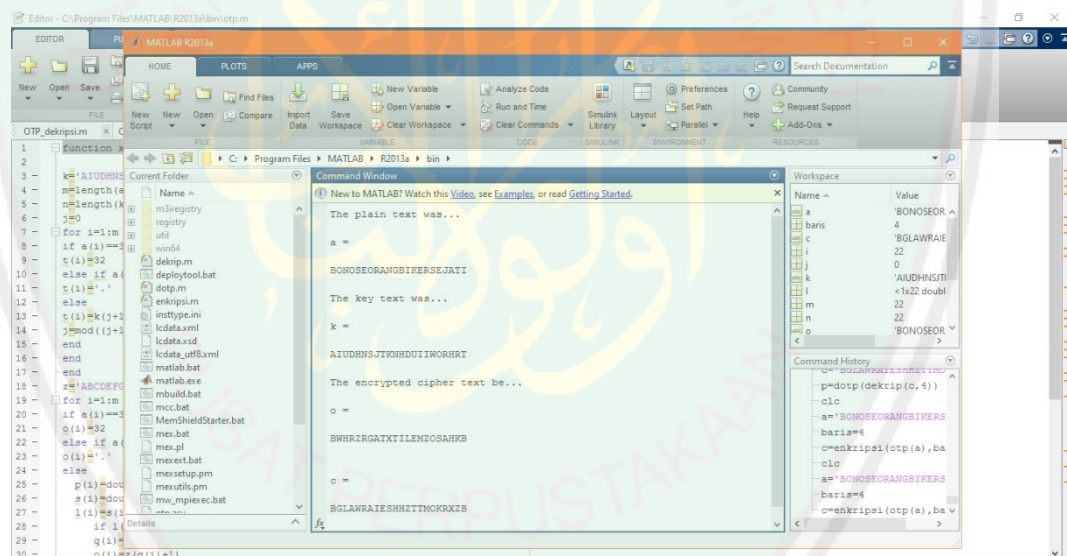 Editor - C:\Program Files\MATLAB\R2013a\bin\otp.m
EDITOR
MATLAB R2013a
HOME PLOTS APPS
Search Documentation
New Open Save
New Script
New
Open
Find Files
Compare
Import Data
Save Workspace
New Variable
Open Variable
Clear Workspace
Analyze Code
Run and Time
Clear Commands
Simulink Library
Layout
Preferences
Set Path
Parallel
Help
Community
Request Support
Add-Ons
FILE
FILE VARIABLE CODE SIMULINK ENVIRONMENT RESOURCES
OTP_dekripsi.m
C: Program Files MATLAB R2013a bin
1 function x
2
3 k='AIUDHNS
4 m=length(a
5 n=length(k
6 j=0
7 for i=1:m
8 if a(i)==3
9 t(i)=32
10 else if a(
11 t(i)='.'
12 else
13 t(i)=k(j+1
14 j=mod((j+1
15 end
16 end
17 end
18 z='ABCDEFG
19 for i=1:m
20 if a(i)==3
21 o(i)=32
22 else if a(
23 o(i)='.'
24 else
25 p(i)=dou
26 s(i)=dou
27 l(i)=s(i
28 if l(
29 q(i)=
30 o(i)=z(q(i)+1)
Current Folder
Name
m3iregistry
registry
util
win64
dekrip.m
deploytool.bat
dotp.m
enkripsi.m
insttype.ini
lcdata.xml
lcdata.xsd
lcdata_utf8.xml
matlab.bat
matlab.exe
mbuild.bat
mcc.bat
MemShieldStarter.bat
mex.bat
mex.pl
mexext.bat
mexsetup.pm
mexutils.pm
mw_mpiexec.bat
Details
Command Window
New to MATLAB? Watch this Video, see Examples, or read Getting Started.
The plain text was...
a =
BONOSEORANGBIKERSEJATI
The key text was...
k =
AIUDHNSJTKNHDUIIWORHRT
The encrypted cipher text be...
o =
BWHRZRGATXTILEMZOSAHKB
c =
BGLAWRAIESHHZTTMOKRXZB
fx
Workspace
Name Value
a 'BONOSEOR
baris 4
c 'BGLAWRAIE
i 22
j 0
k 'AIUDHNSJTI
l <1x22 doubl
m 22
n 22
o 'BONOSEOR
Command History
c='BGLAWRAIESHHZTTMO
p=dotp(dekrip(c,4))
clc
a='BONOSEORANGBIKERS
baris=4
c=enkripsi(otp(a),ba
clc
a='BONOSEORANGBIKERS
baris=4
c=enkripsi(otp(a),ba